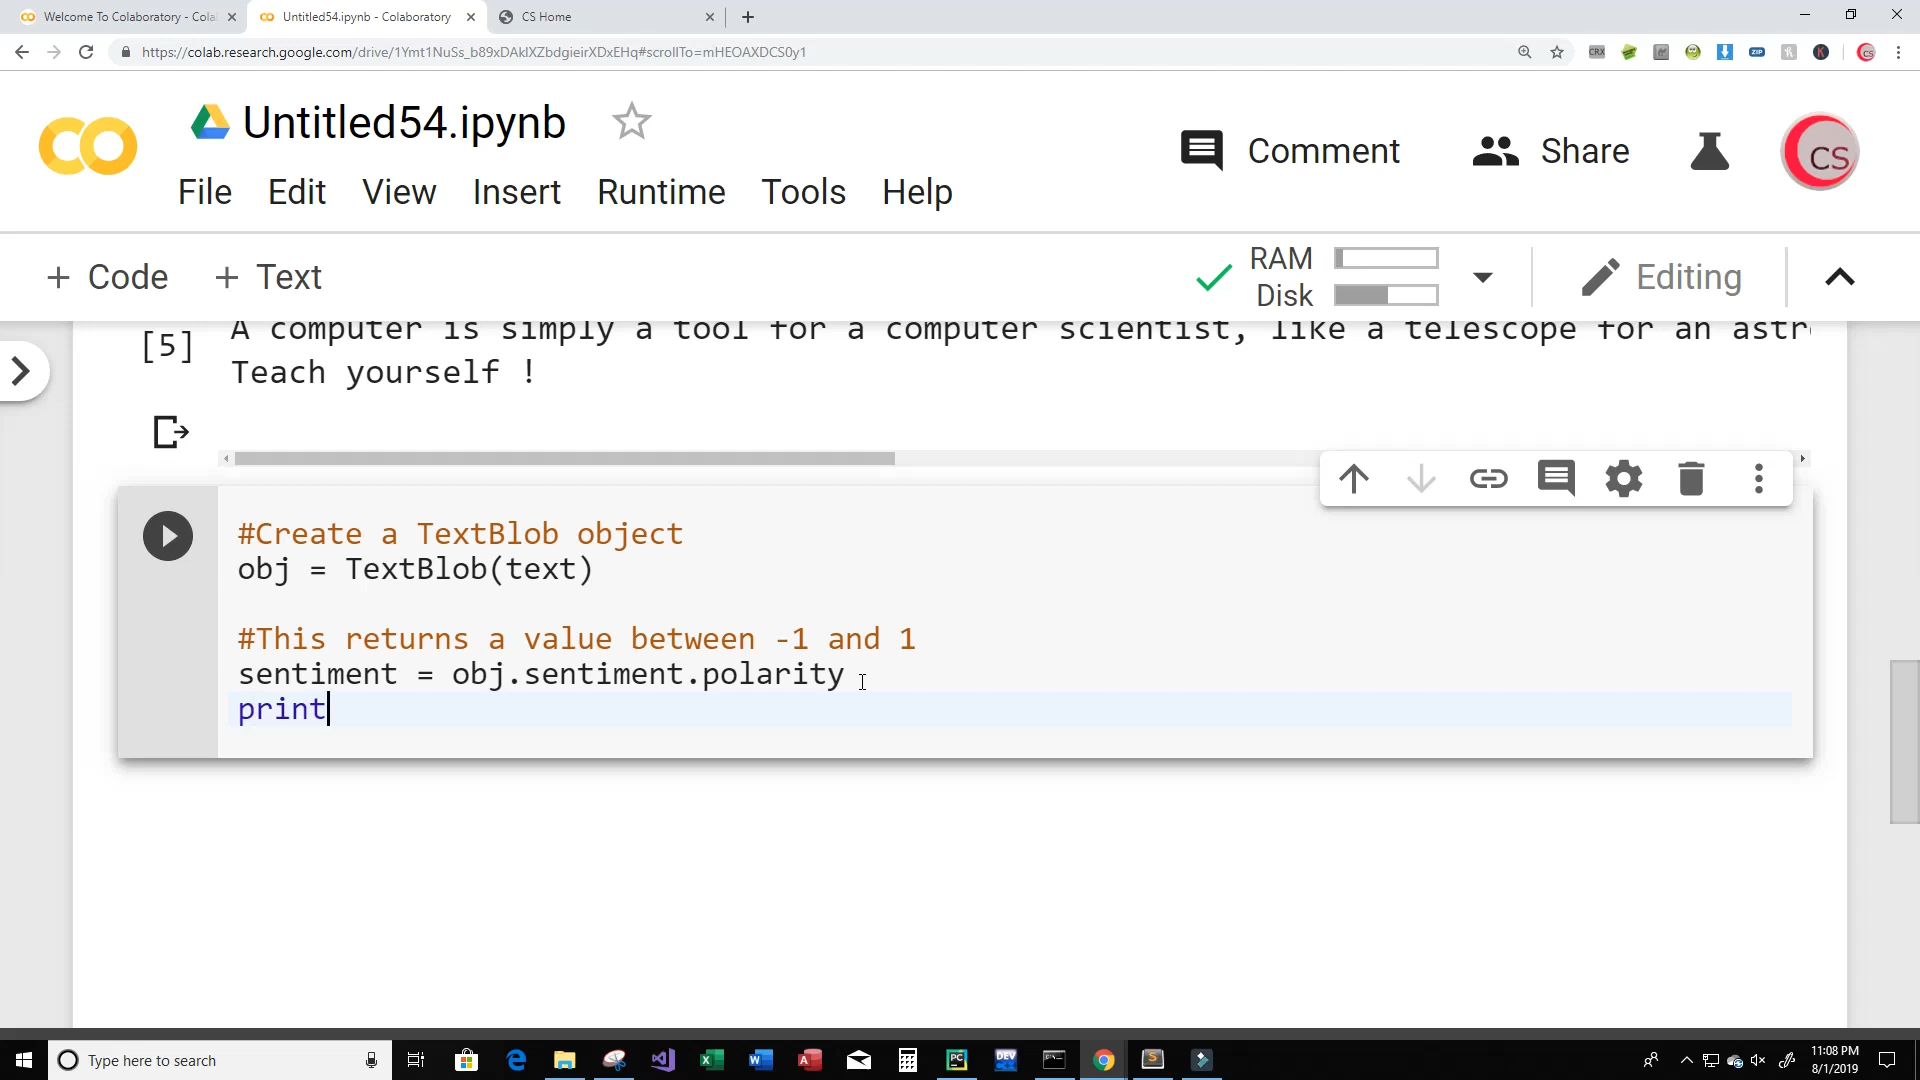 Welcome To Colaboratory - Cola
Untitled54.ipynb - Colaboratory
CS Home
https://colab.research.google.com/drive/1Ymt1NuSs_b89xDAklXZbdgieirXDxEHq#scrollTo=mHEOAXDCS0y1
Untitled54.ipynb
Comment
Share
CS
File Edit View Insert Runtime Tools Help
+ Code + Text
RAM
Disk
Editing
[5]
A computer is simply a tool for a computer scientist, like a telescope for an astr
Teach yourself !
#Create a TextBlob object
obj = TextBlob(text)
#This returns a value between -1 and 1
sentiment = obj.sentiment.polarity
print
Type here to search
11:08 PM
8/1/2019